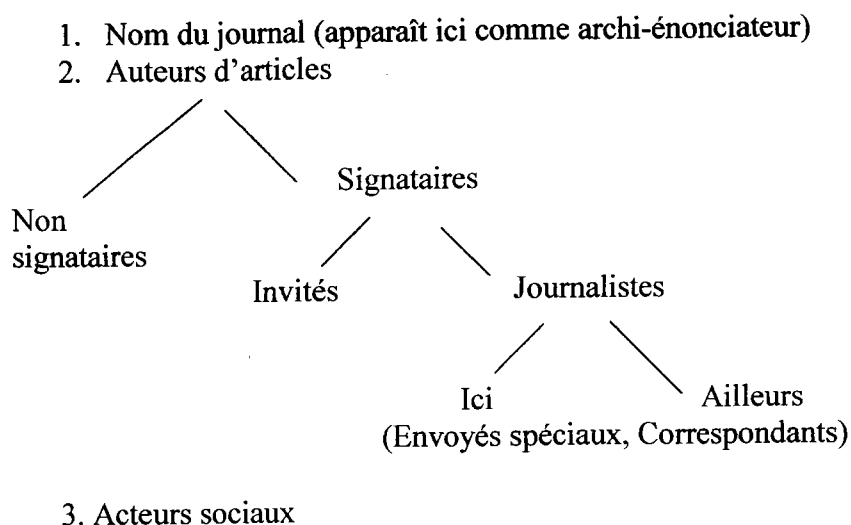 1. Nom du journal (apparaît ici comme archi-énonciateur)
2. Auteurs d'articles
Signataires
Non
signataires
Invités
Journalistes
Ici
Ailleurs
(Envoyés spéciaux, Correspondants)
3. Acteurs sociaux